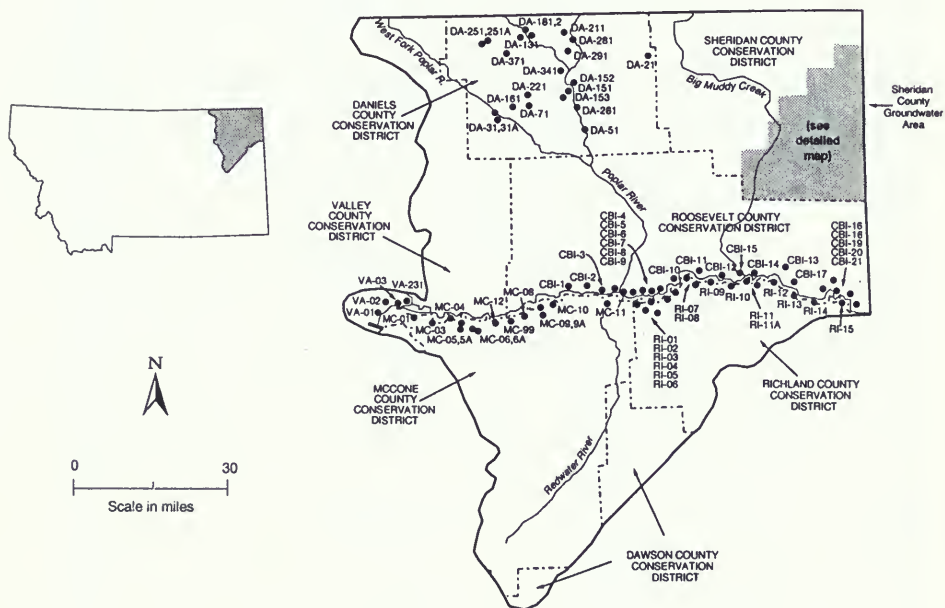 DA-181,2
DA-251,251A
DA-131
DA-371
DA-211
DA-281
DA-291
DA-341
DA-21
DA-221
DA-161
DA-71
DA-31,31A
DA-152
DA-151
DA-153
DA-261
DA-51
West Fork Poplar R.
SHERIDAN COUNTY
CONSERVATION
DISTRICT
Big Muddy Creek
Sheridan
County
Groundwater
Area
(see
detailed
map)
DANIELS
COUNTY
CONSERVATION
DISTRICT
Poplar River
VALLEY
COUNTY
CONSERVATION
DISTRICT
ROOSEVELT COUNTY
CONSERVATION DISTRICT
CBI-4
CBI-5
CBI-6
CBI-7
CBI-8
CBI-9
CBI-3
CBI-2
CBI-1
CBI-10
CBI-11
CBI-12
CBI-15
CBI-14
CBI-13
CBI-17
CBI-16
CBI-18
CBI-19
CBI-20
CBI-21
VA-03
VA-231
VA-02
VA-01
MC-01
MC-04
MC-03
MC-05,5A
MC-12
MC-06,6A
MC-08
MC-99
MC-10
MC-09,9A
MC-11
RI-07
RI-08
RI-09
RI-10
RI-11
RI-11A
RI-12
RI-13
RI-14
RI-15
RI-01
RI-02
RI-03
RI-04
RI-05
RI-06
MCCONE
COUNTY
CONSERVATION
DISTRICT
RICHLAND COUNTY
CONSERVATION
DISTRICT
Redwater River
DAWSON COUNTY
CONSERVATION
DISTRICT
N
0 30
Scale in miles